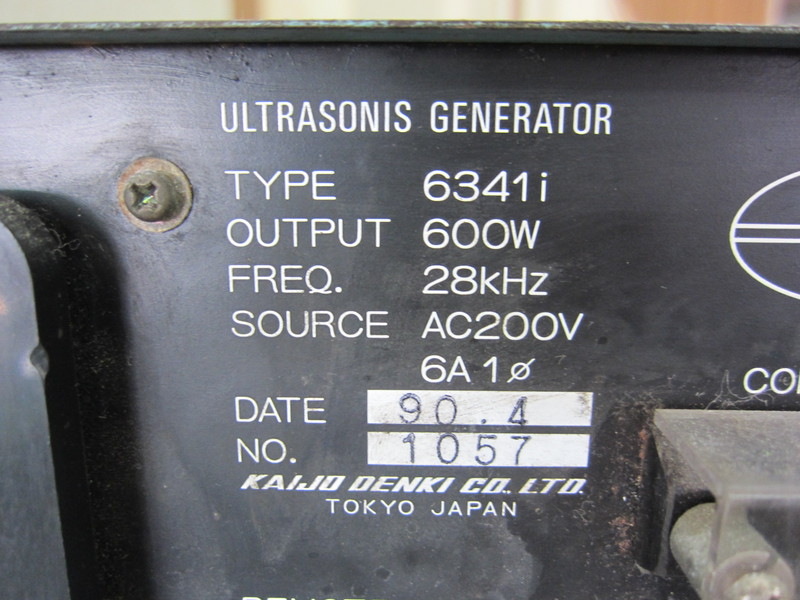 ULTRASONIS GENERATOR
TYPE 6341i
OUTPUT 600W
FREQ. 28kHz
SOURCE AC200V
6A 1ø
DATE 90.4
NO. 1057
KAIJO DENKI CO., LTD.
TOKYO JAPAN